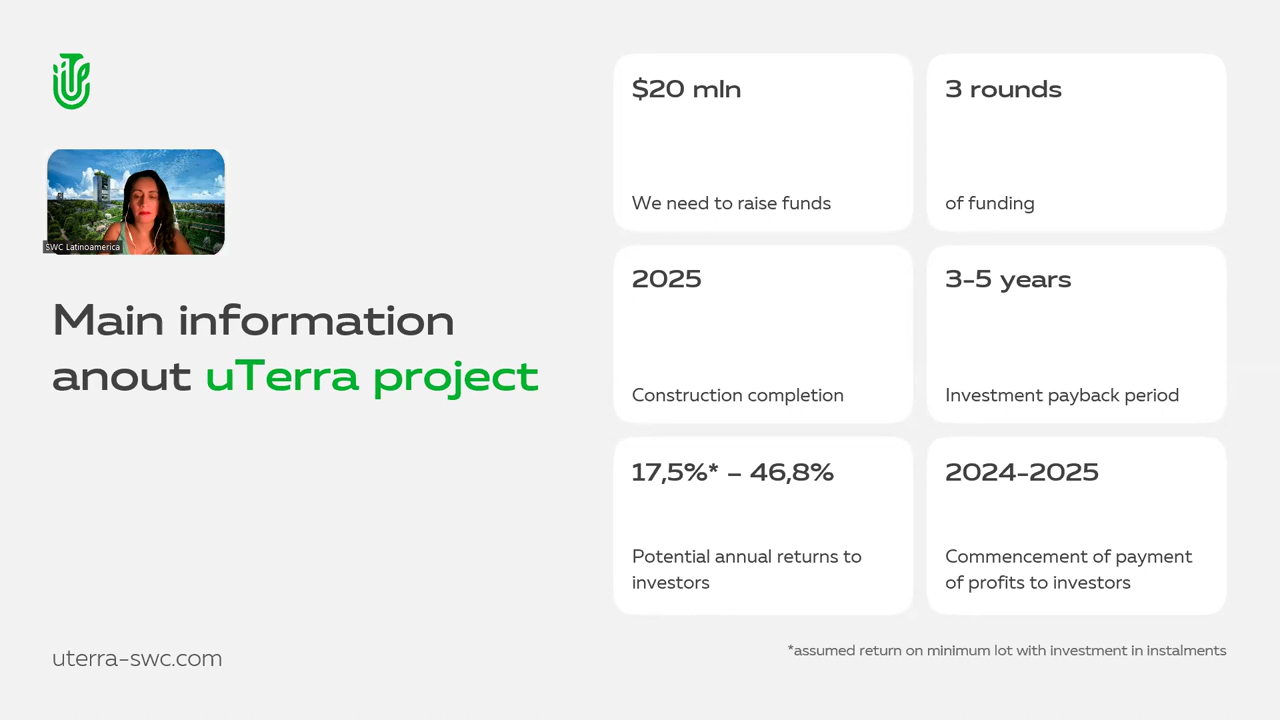 SWC Latinoamerica
Main information
anout uTerra project
uterra-swc.com
$20 mln
We need to raise funds
3 rounds
of funding
2025
Construction completion
3-5 years
Investment payback period
17,5%* – 46,8%
Potential annual returns to
investors
2024-2025
Commencement of payment
of profits to investors
*assumed return on minimum lot with investment in instalments